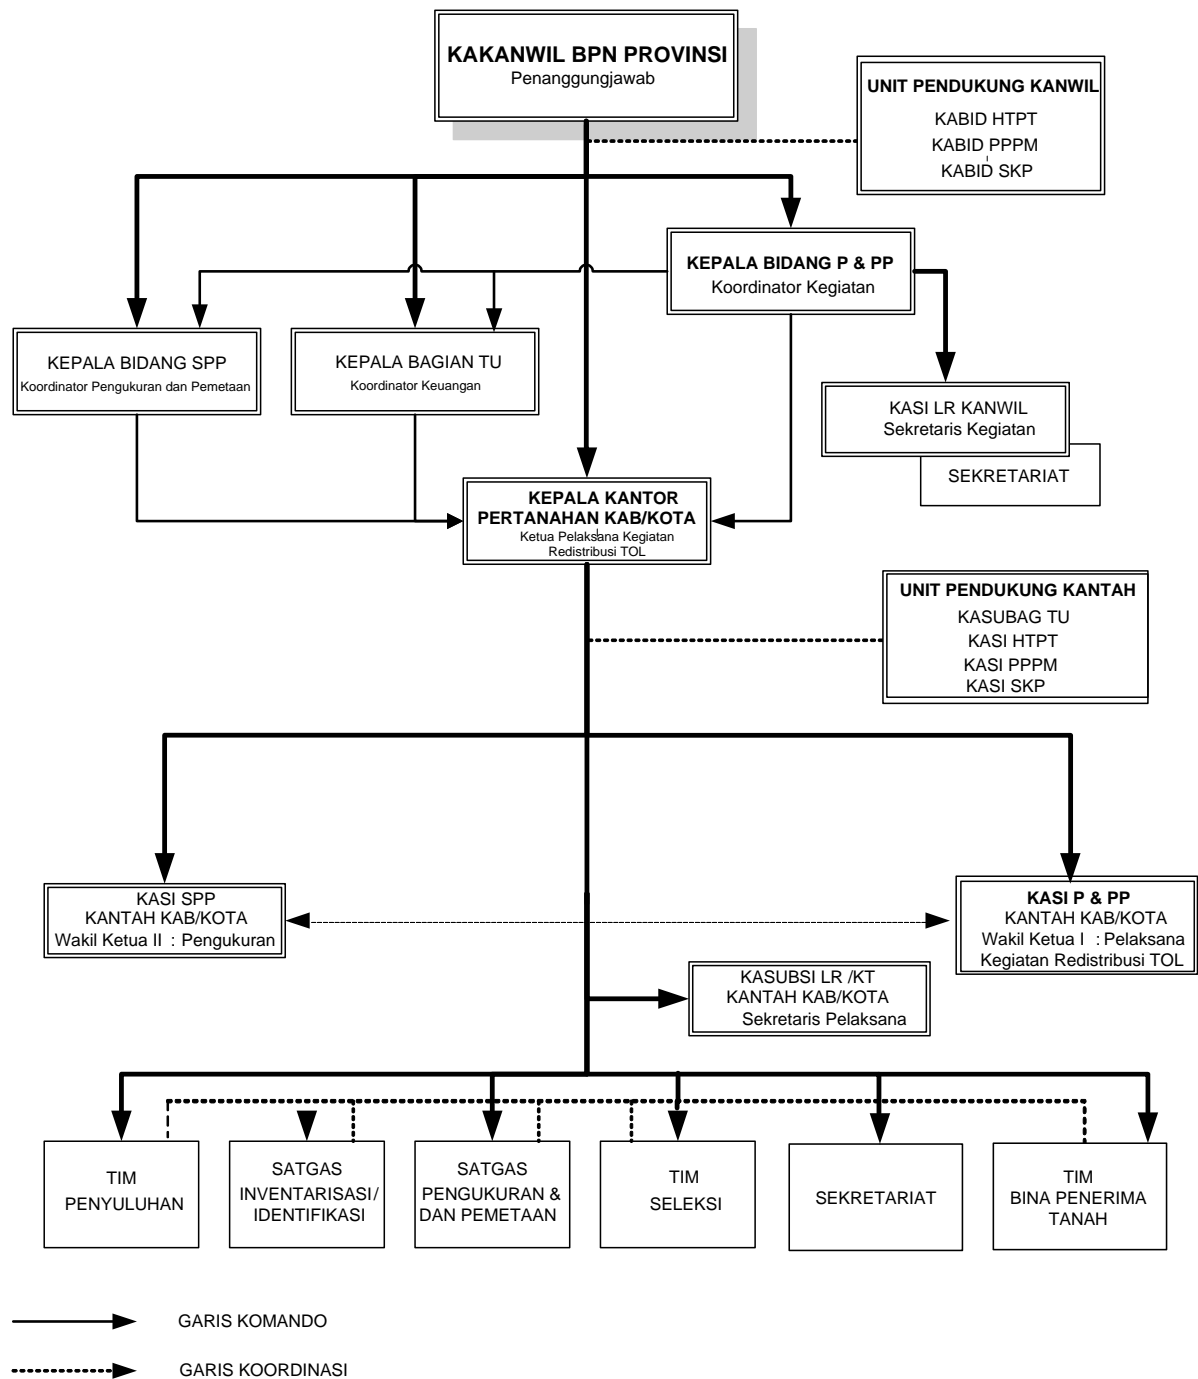 KAKANWIL BPN PROVINSI
Penanggungjawab
UNIT PENDUKUNG KANWIL
KABID HTPT
KABID PPPM
KABID SKP
KEPALA BIDANG P & PP
Koordinator Kegiatan
KEPALA BIDANG SPP
Koordinator Pengukuran dan Pemetaan
KEPALA BAGIAN TU
Koordinator Keuangan
KASI LR KANWIL
Sekretaris Kegiatan
SEKRETARIAT
KEPALA KANTOR
PERTANAHAN KAB/KOTA
Ketua Pelaksana Kegiatan
Redistribusi TOL
UNIT PENDUKUNG KANTAH
KASUBAG TU
KASI HTPT
KASI PPPM
KASI SKP
KASI SPP
KANTAH KAB/KOTA
Wakil Ketua II : Pengukuran
KASI P & PP
KANTAH KAB/KOTA
Wakil Ketua I : Pelaksana
Kegiatan Redistribusi TOL
KASUBSI LR /KT
KANTAH KAB/KOTA
Sekretaris Pelaksana
TIM
PENYULUHAN
SATGAS
INVENTARISASI/
IDENTIFIKASI
SATGAS
PENGUKURAN &
DAN PEMETAAN
TIM
SELEKSI
SEKRETARIAT
TIM
BINA PENERIMA
TANAH
GARIS KOMANDO
GARIS KOORDINASI